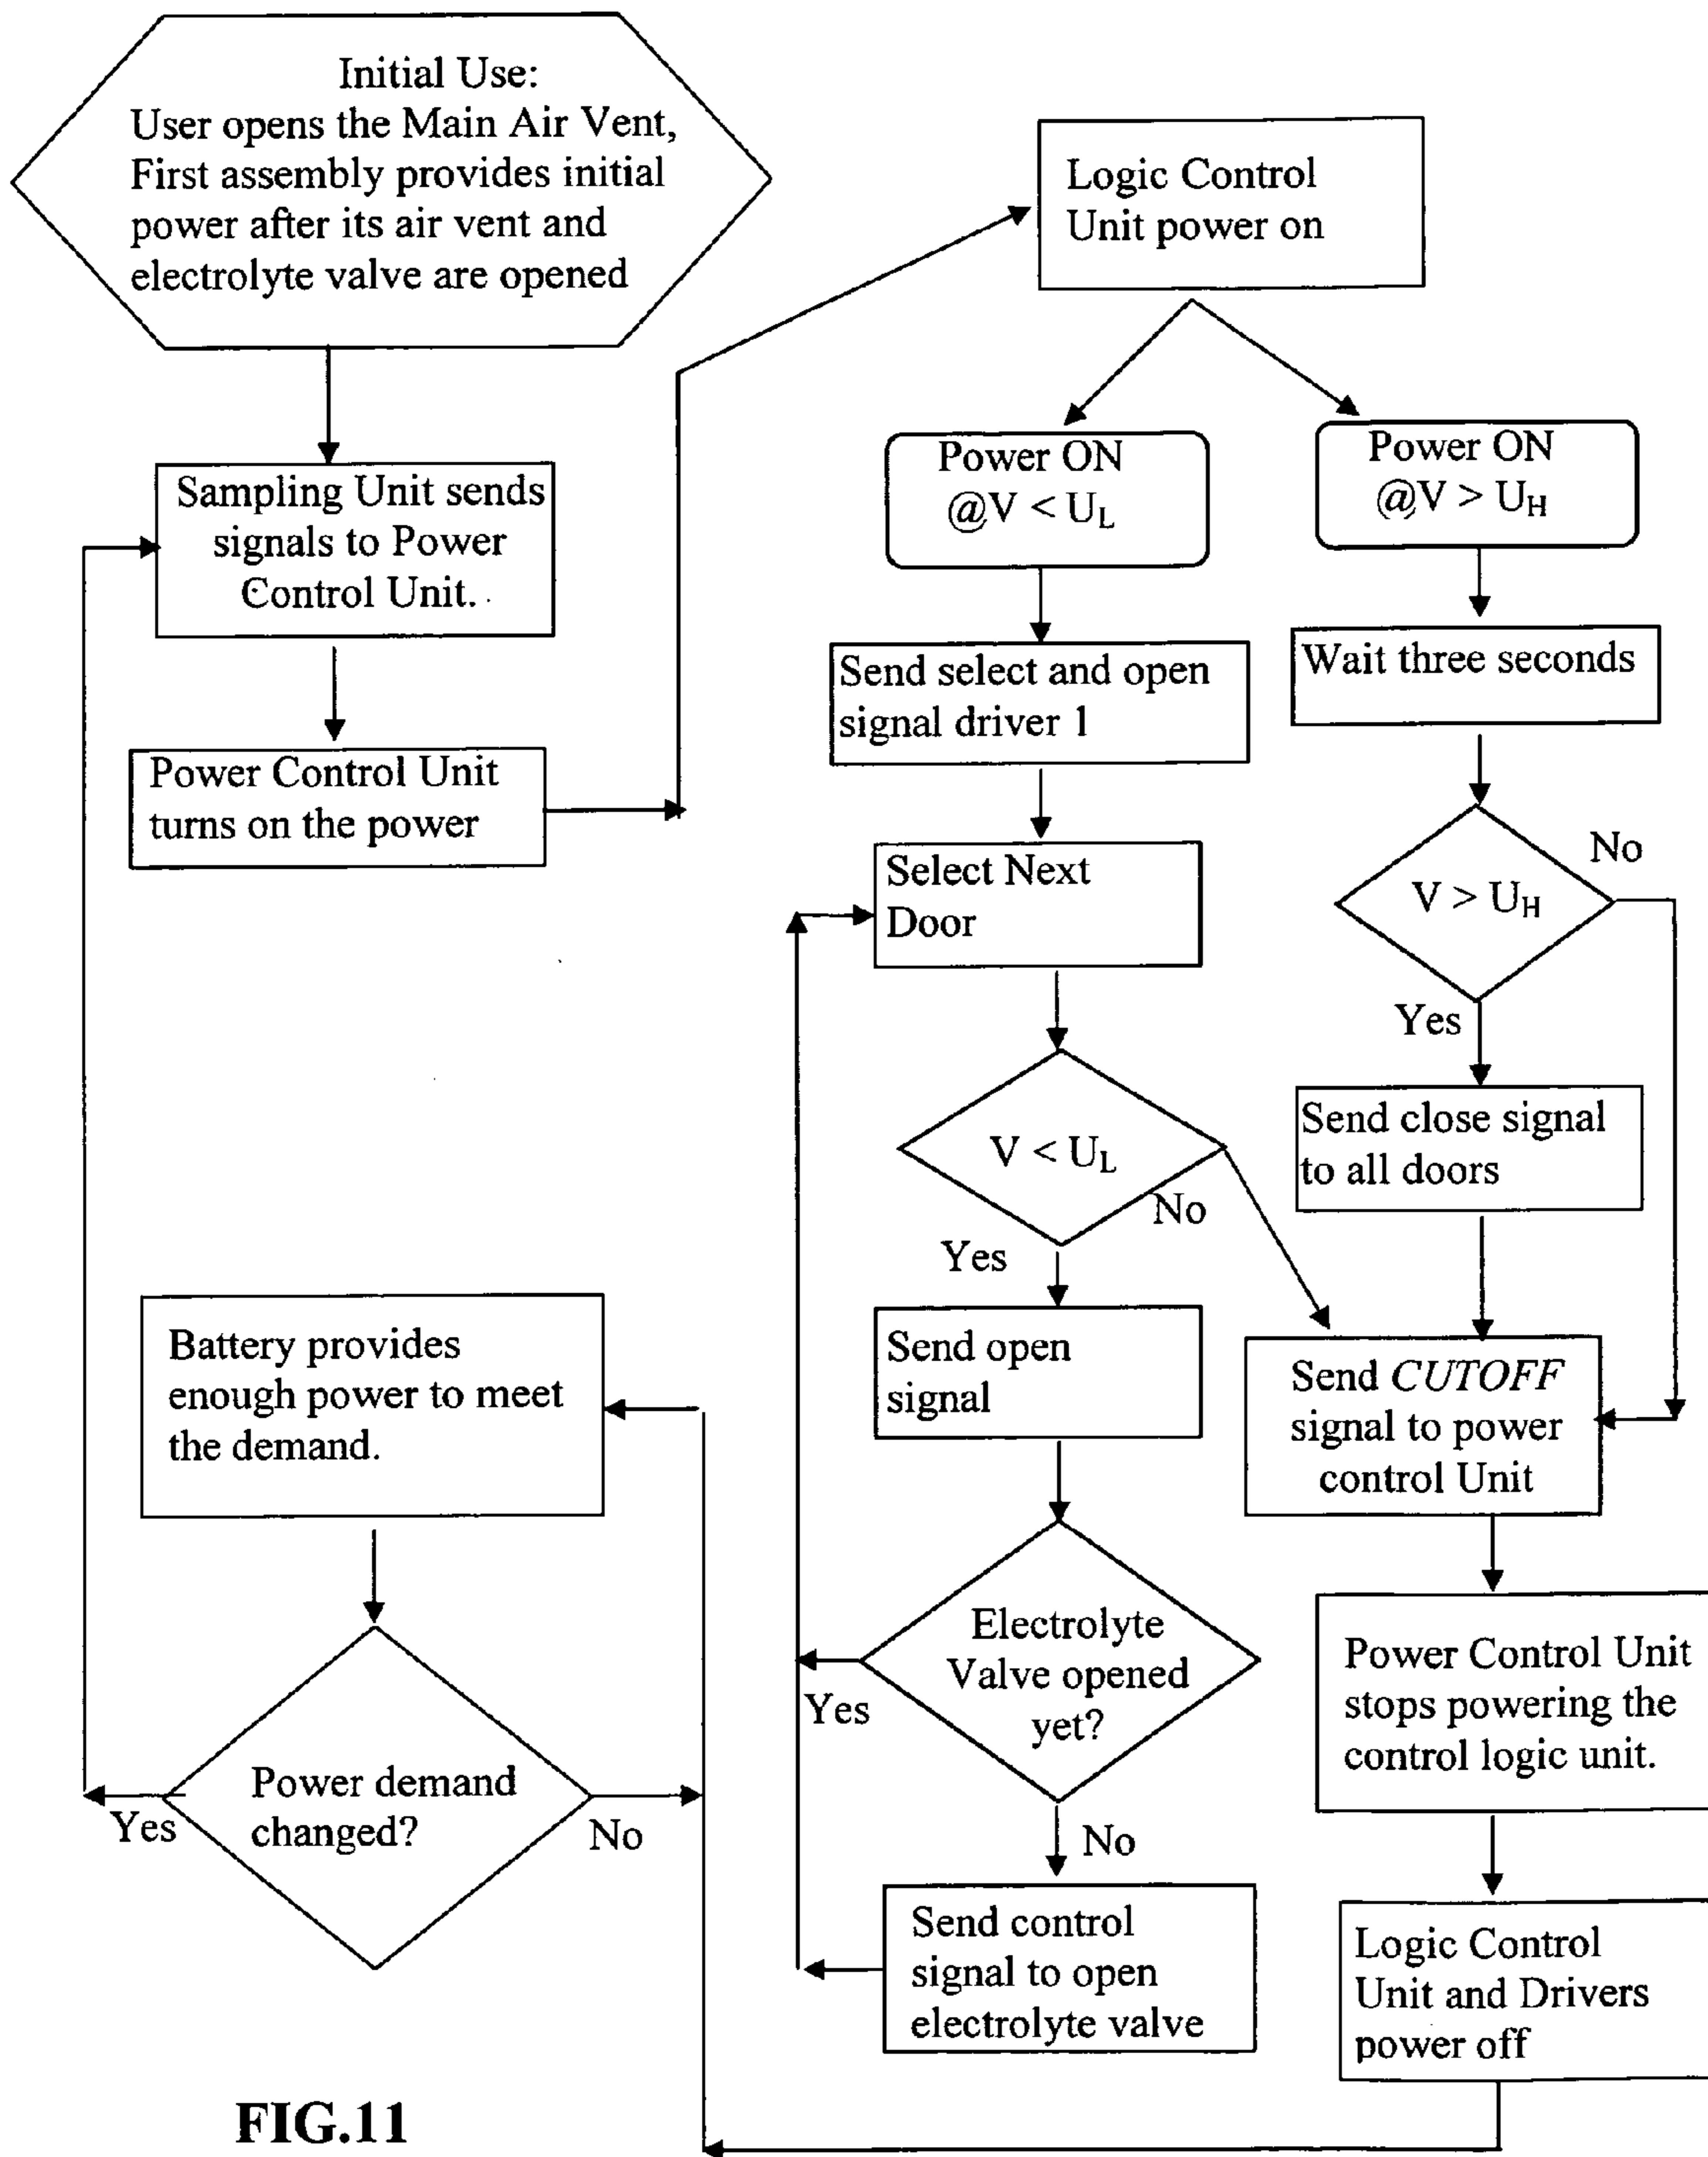 Initial Use:
User opens the Main Air Vent,
First assembly provides initial
power after its air vent and
electrolyte valve are opened
Sampling Unit sends
signals to Power
Control Unit.
Power Control Unit
turns on the power
Battery provides
enough power to meet
the demand.
Power demand
changed?
Yes
No
Logic Control
Unit power on
Power ON
@V < U_L
Send select and open
signal driver 1
Select Next
Door
V < U_L
No
Yes
Send open
signal
Electrolyte
Valve opened
yet?
Yes
No
Send control
signal to open
electrolyte valve
Power ON
@V > U_H
Wait three seconds
V > U_H
No
Yes
Send close signal
to all doors
Send CUTOFF
signal to power
control Unit
Power Control Unit
stops powering the
control logic unit.
Logic Control
Unit and Drivers
power off
FIG.11